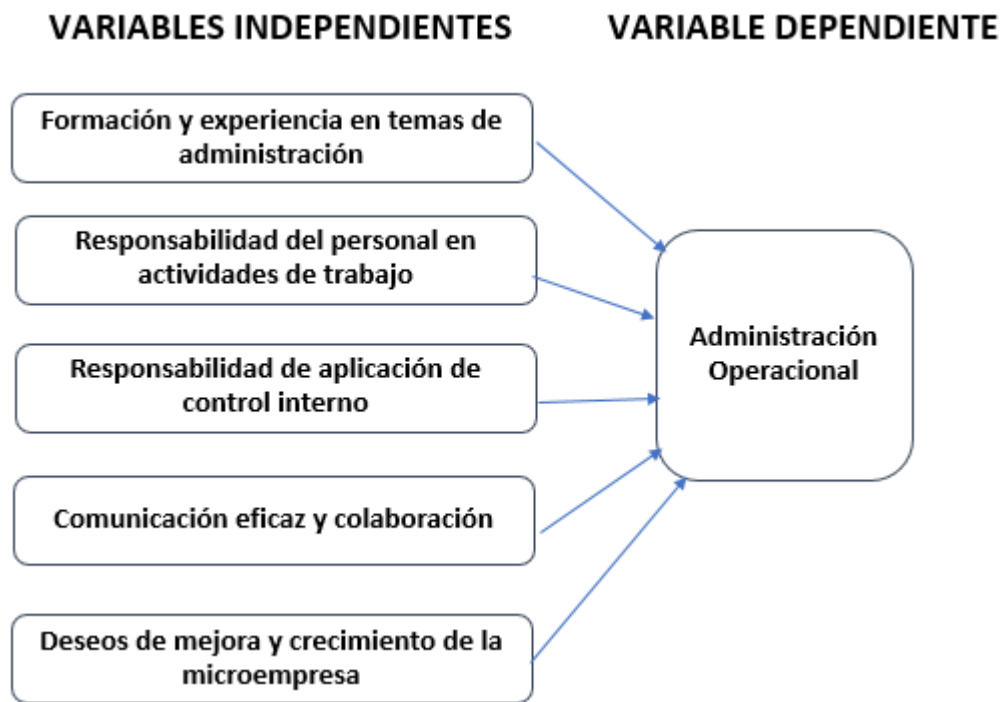 VARIABLES INDEPENDIENTES
VARIABLE DEPENDIENTE
Formación y experiencia en temas de
administración
Responsabilidad del personal en
actividades de trabajo
Responsabilidad de aplicación de
control interno
Comunicación eficaz y colaboración
Deseos de mejora y crecimiento de la
microempresa
Administración
Operacional